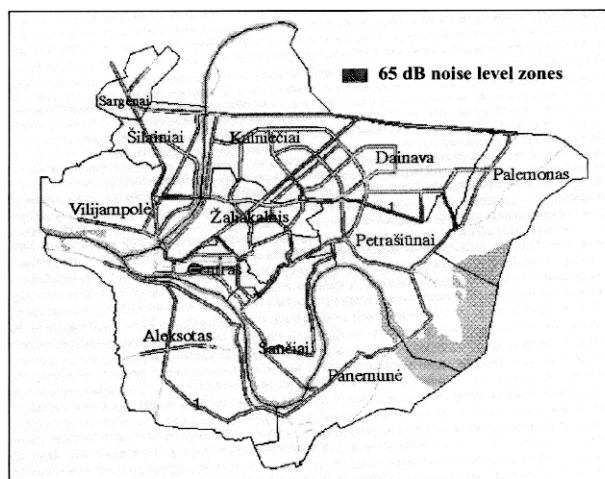 65 dB noise level zones
Sargėnai
Šilainiai
Kalniečiai
Dainava
Palemonas
Vilijampolė
Žaliakalnis
1
Petrašiūnai
Centras
Aleksotas
Šančiai
Panemunė
1